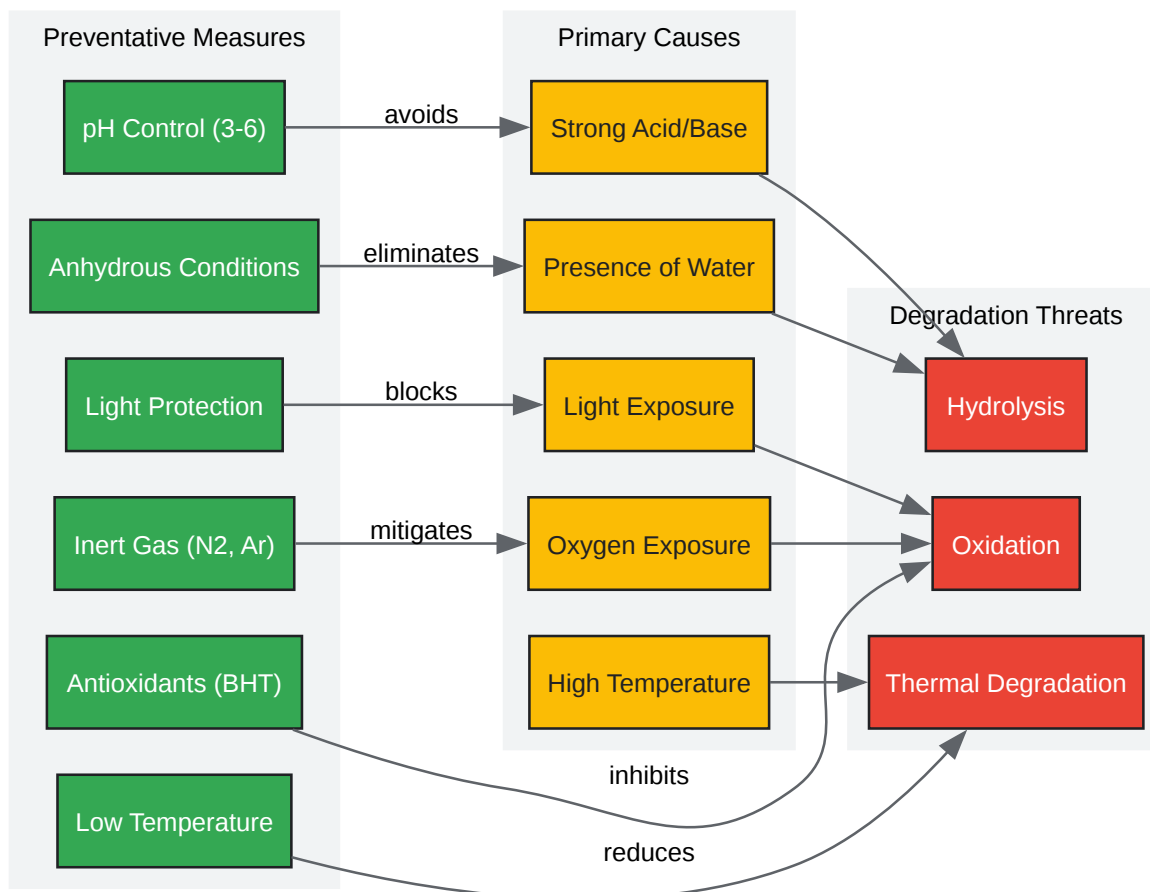 Preventative Measures
Primary Causes
pH Control (3-6)
avoids
Strong Acid/Base
Anhydrous Conditions
eliminates
Presence of Water
Degradation Threats
Light Protection
blocks
Light Exposure
Hydrolysis
Inert Gas (N2, Ar)
mitigates
Oxygen Exposure
Oxidation
Antioxidants (BHT)
High Temperature
Thermal Degradation
inhibits
Low Temperature
reduces